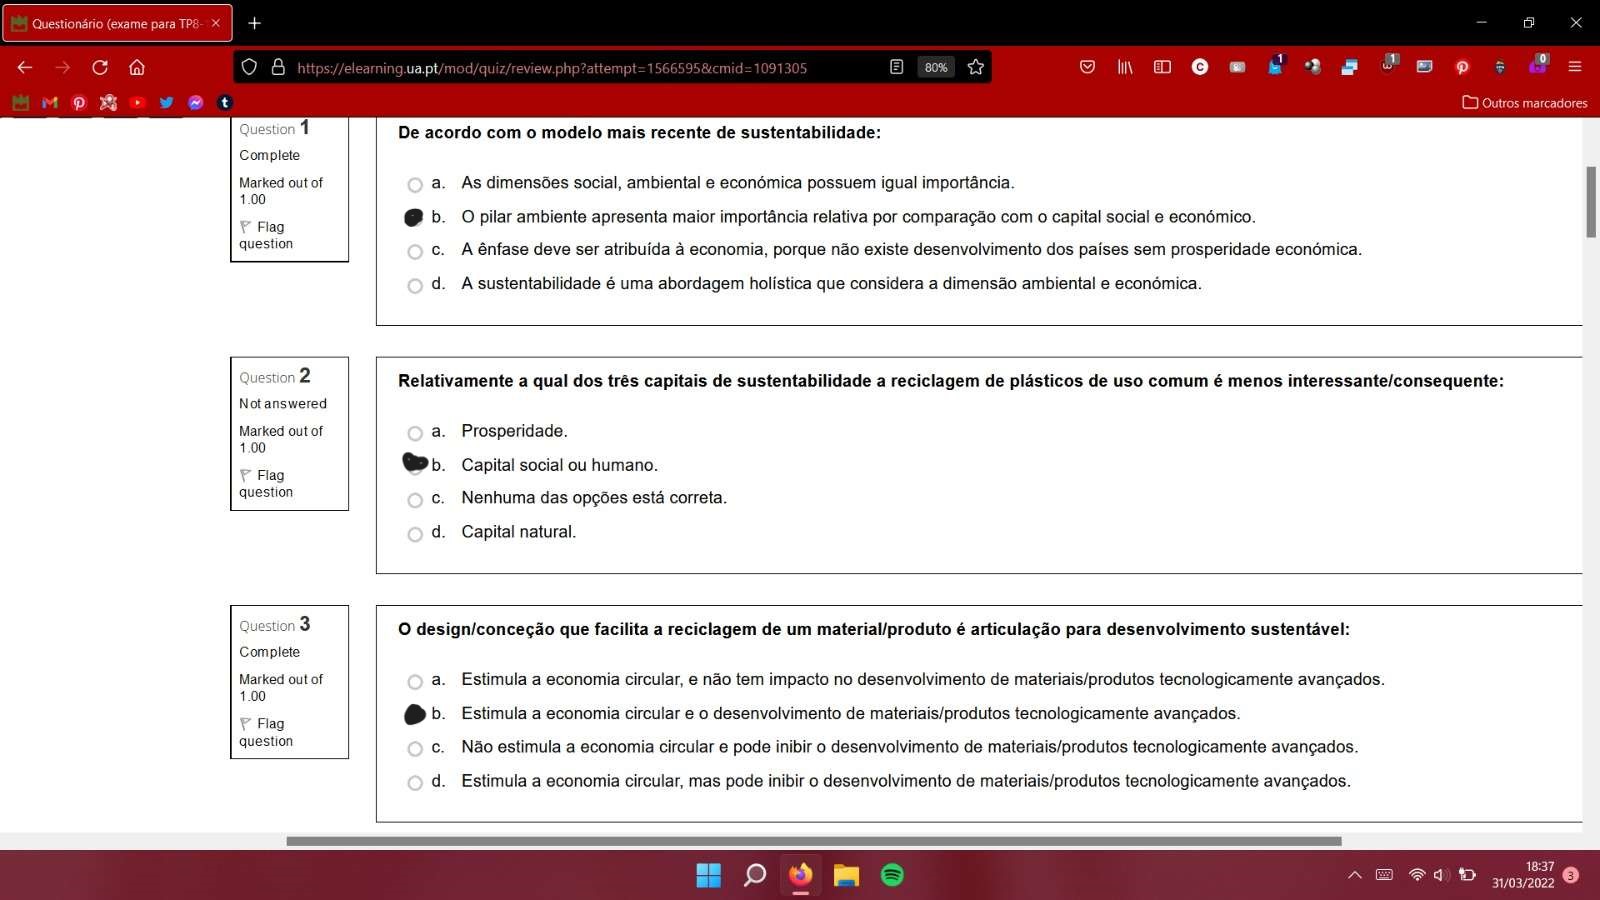 Questionário (exame para TP8-
https://elearning.ua.pt/mod/quiz/review.php?attempt=1566595&cmid=1091305
80%
1
1
0
Outros marcadores
Question 1
Complete
Marked out of
1.00
Flag
question
De acordo com o modelo mais recente de sustentabilidade:
a. As dimensões social, ambiental e económica possuem igual importância.
b. O pilar ambiente apresenta maior importância relativa por comparação com o capital social e económico.
c. A ênfase deve ser atribuída à economia, porque não existe desenvolvimento dos países sem prosperidade económica.
d. A sustentabilidade é uma abordagem holística que considera a dimensão ambiental e económica.
Question 2
Not answered
Marked out of
1.00
Flag
question
Relativamente a qual dos três capitais de sustentabilidade a reciclagem de plásticos de uso comum é menos interessante/consequente:
a. Prosperidade.
b. Capital social ou humano.
c. Nenhuma das opções está correta.
d. Capital natural.
Question 3
Complete
Marked out of
1.00
Flag
question
O design/conceção que facilita a reciclagem de um material/produto é articulação para desenvolvimento sustentável:
a. Estimula a economia circular, e não tem impacto no desenvolvimento de materiais/produtos tecnologicamente avançados.
b. Estimula a economia circular e o desenvolvimento de materiais/produtos tecnologicamente avançados.
c. Não estimula a economia circular e pode inibir o desenvolvimento de materiais/produtos tecnologicamente avançados.
d. Estimula a economia circular, mas pode inibir o desenvolvimento de materiais/produtos tecnologicamente avançados.
18:37
31/03/2022
3